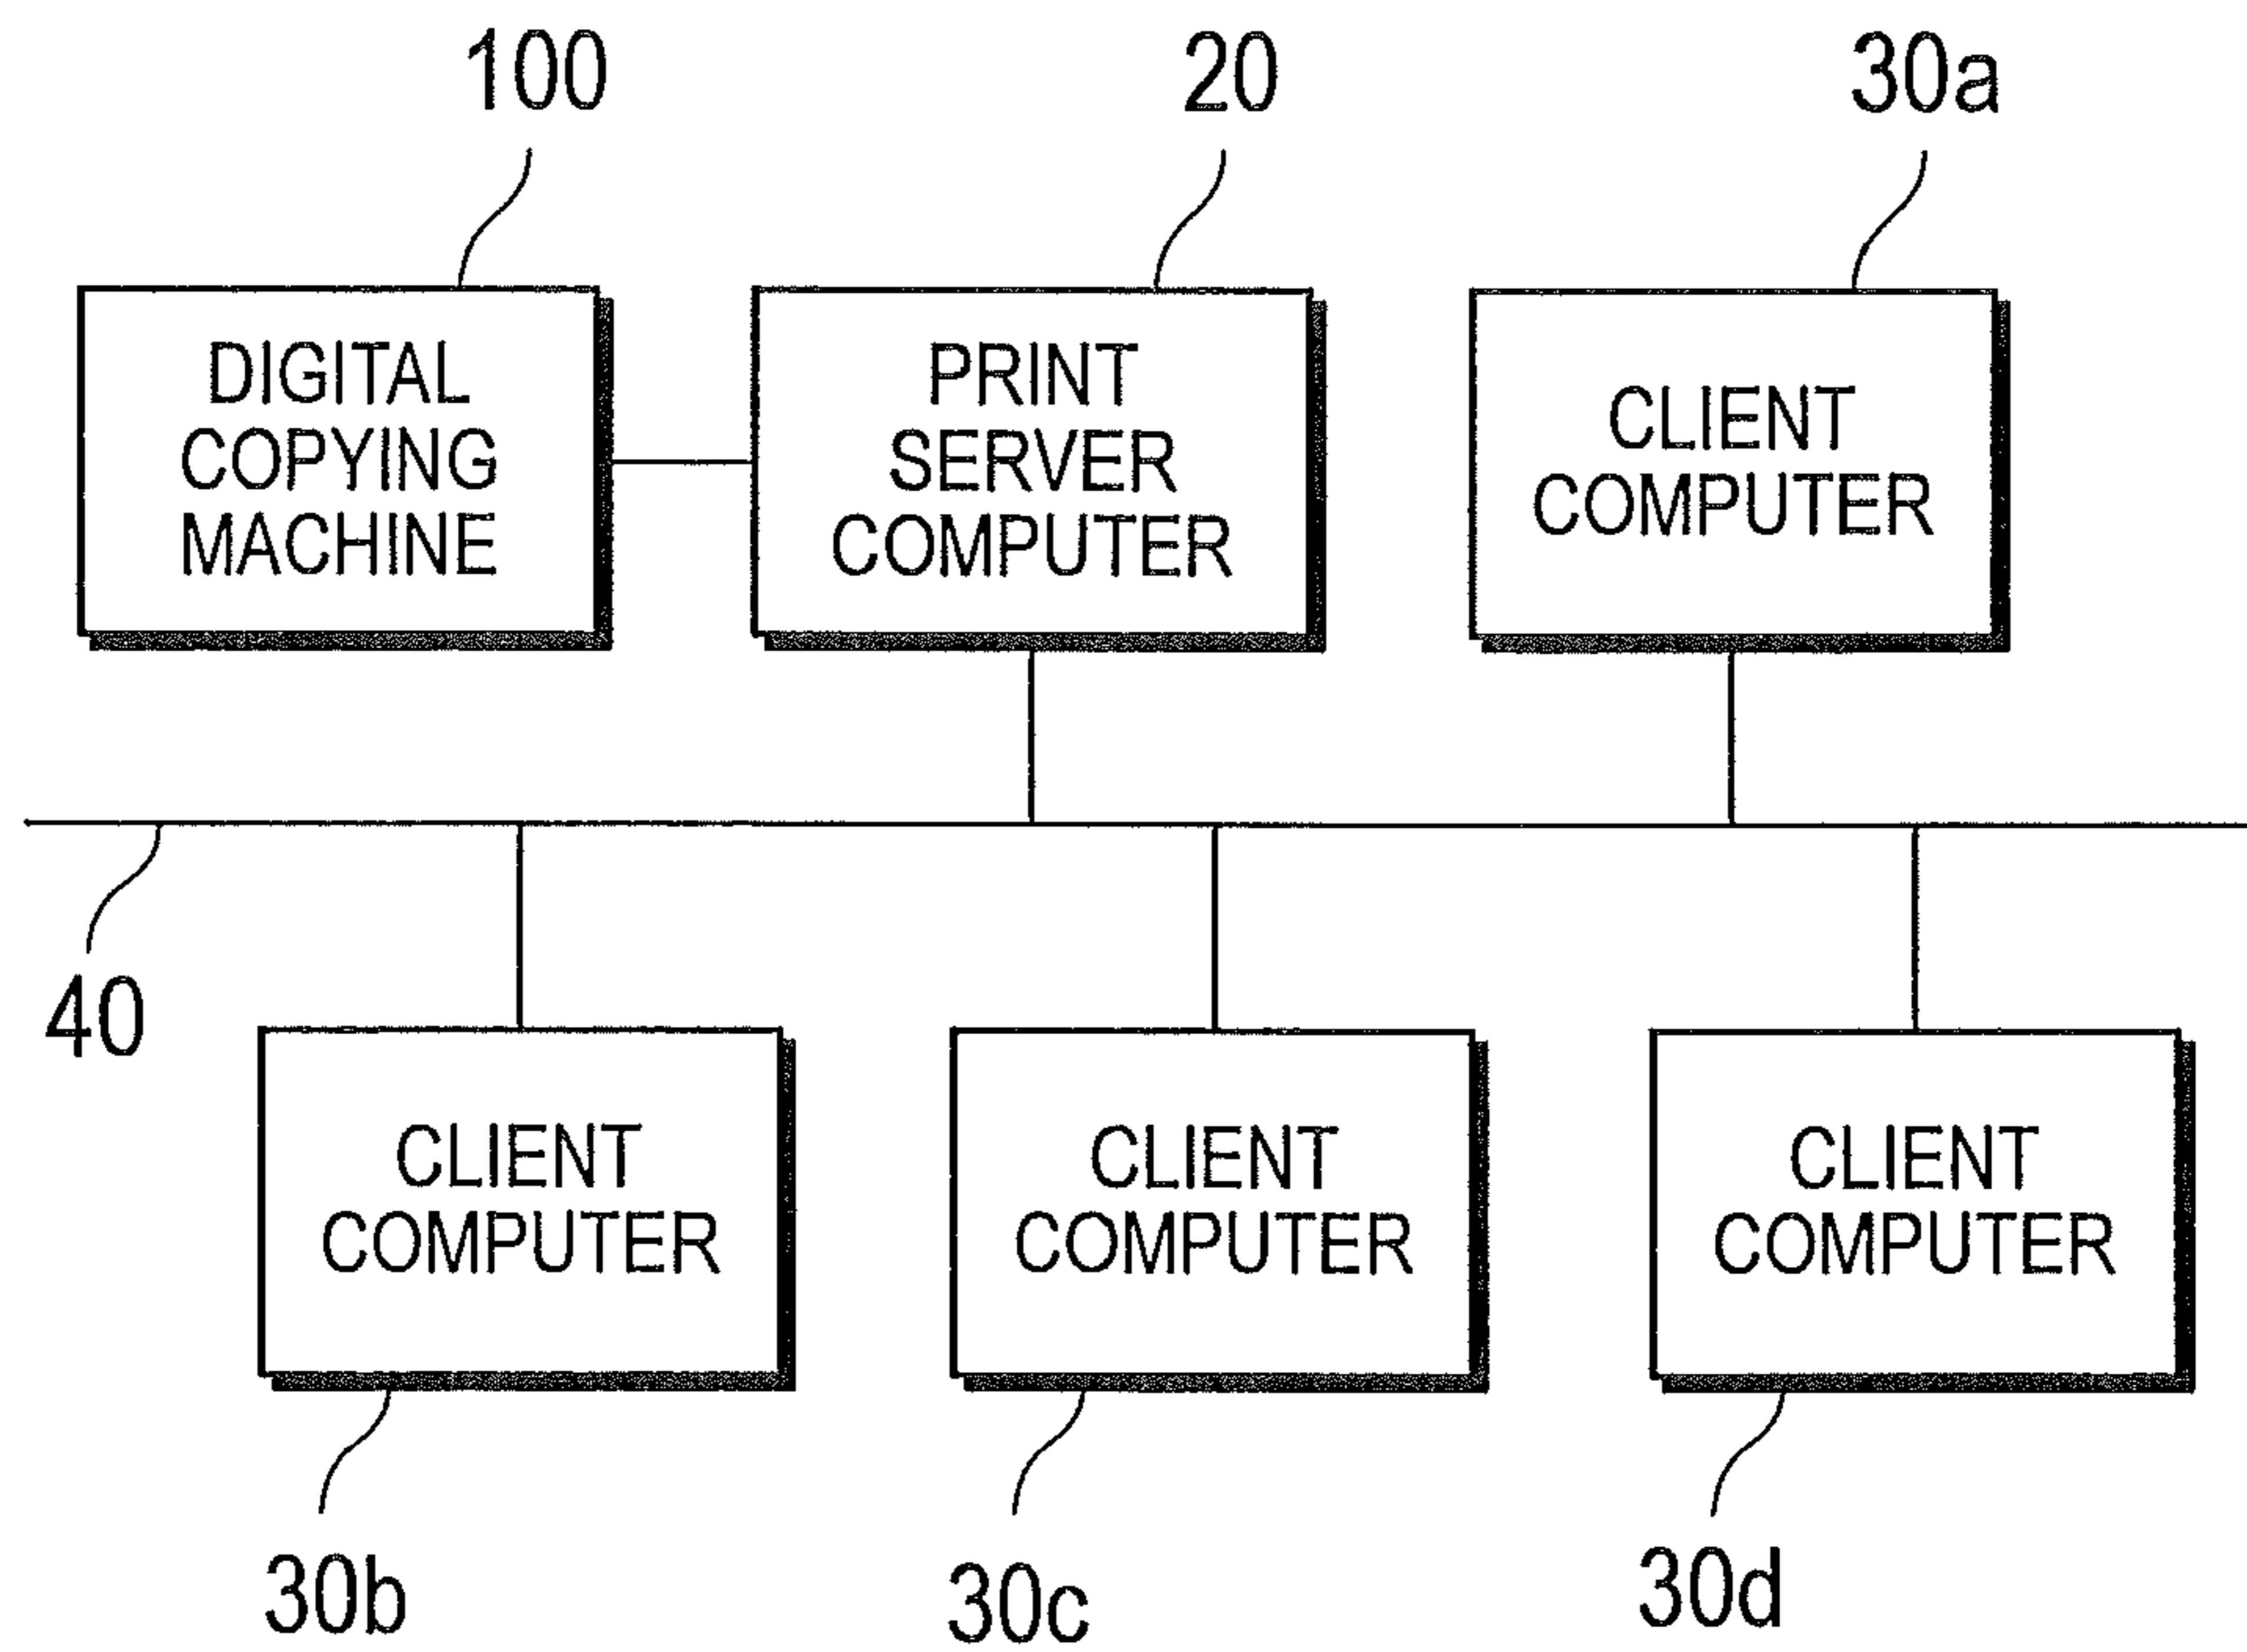 100
20
30a
DIGITAL
COPYING
MACHINE
PRINT
SERVER
COMPUTER
CLIENT
COMPUTER
40
CLIENT
COMPUTER
CLIENT
COMPUTER
CLIENT
COMPUTER
30b
30c
30d